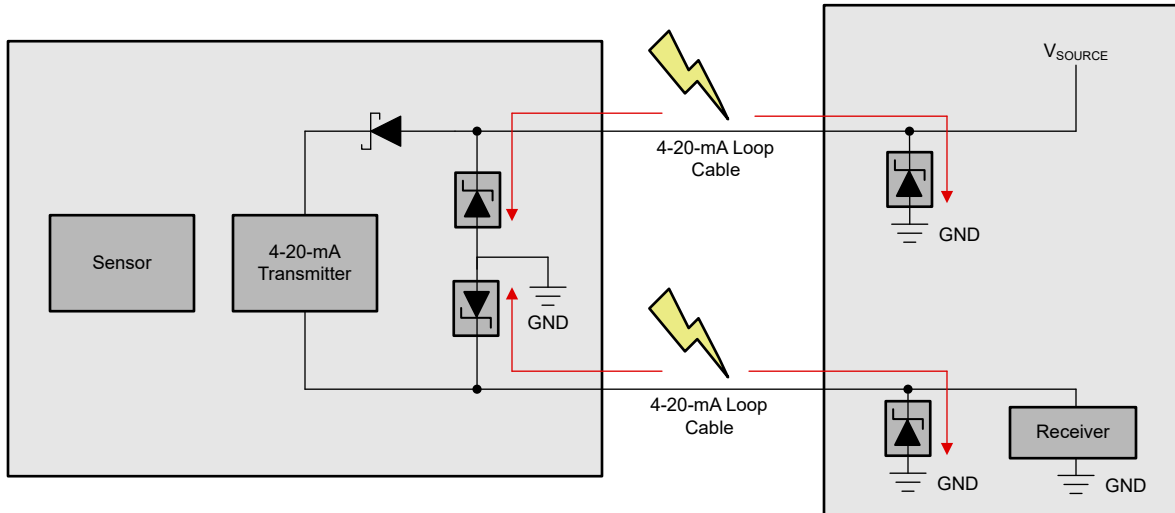 V_SOURCE
4-20-mA Loop
Cable
Sensor
4-20-mA
Transmitter
GND
GND
4-20-mA Loop
Cable
Receiver
GND
GND